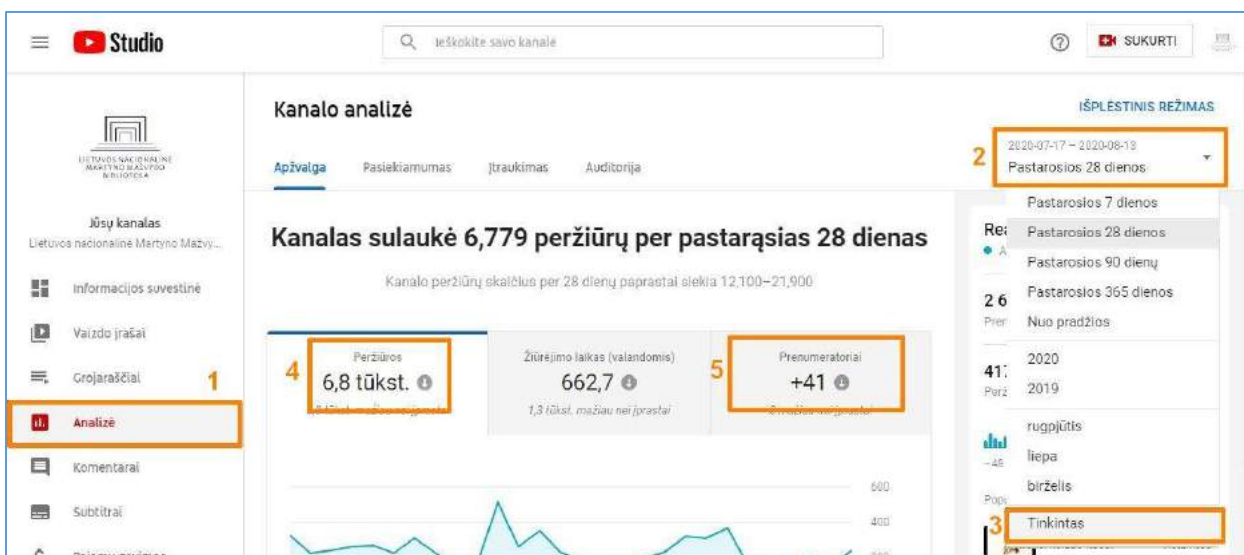 Studio
Ieškokite savo kanale
SUKURTI
Kanalo analizė
IŠPLĖSTINIS REŽIMAS
Apžvalga
Pasiekiamumas
Įtraukimas
Auditorija
2
2020-07-17 – 2020-08-13
Pastarosios 28 dienos
LIETUVOS NACIONALINĖ
MARTYNO MAŽVYDO
BIBLIOTEKA
Jūsų kanalas
Lietuvos nacionalinė Martyno Mažvy...
Informacijos suvestinė
Vaizdo įrašai
Grojaraščiai
1
Analizė
Komentarai
Subtitrai
Kanalas sulaukė 6,779 peržiūrų per pastarąsias 28 dienas
Kanalo peržiūrų skaičius per 28 dienų paprastai siekia 12,100–21,900
4
Peržiūros
6,8 tūkst.
Žiūrėjimo laikas (valandomis)
662,7
1,3 tūkst. mažiau nei įprastai
5
Prenumeratoriai
+41
600
400
Pastarosios 7 dienos
Pastarosios 28 dienos
Pastarosios 90 dienų
Pastarosios 365 dienos
Nuo pradžios
2020
2019
rugpjūtis
liepa
birželis
3
Tinkintas